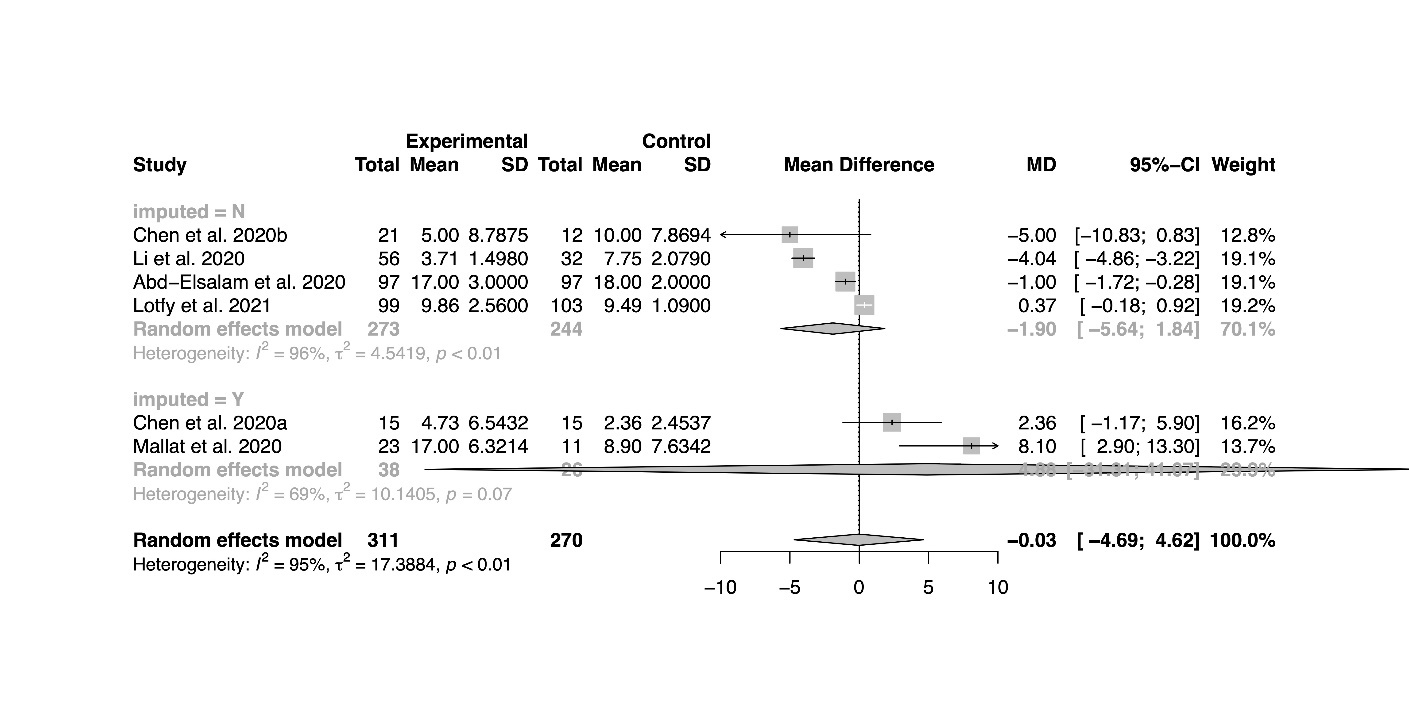 Experimental Control
Study Total Mean SD Total Mean SD Mean Difference MD 95%−CI Weight
imputed = N
Chen et al. 2020b 21 5.00 8.7875 12 10.00 7.8694 −5.00 [−10.83; 0.83] 12.8%
Li et al. 2020 56 3.71 1.4980 32 7.75 2.0790 −4.04 [ −4.86; −3.22] 19.1%
Abd−Elsalam et al. 2020 97 17.00 3.0000 97 18.00 2.0000 −1.00 [ −1.72; −0.28] 19.1%
Lotfy et al. 2021 99 9.86 2.5600 103 9.49 1.0900 0.37 [ −0.18; 0.92] 19.2%
Random effects model 273 244 −1.90 [ −5.64; 1.84] 70.1%
Heterogeneity: I² = 96%, τ² = 4.5419, p < 0.01
imputed = Y
Chen et al. 2020a 15 4.73 6.5432 15 2.36 2.4537 2.36 [ −1.17; 5.90] 16.2%
Mallat et al. 2020 23 17.00 6.3214 11 8.90 7.6342 8.10 [ 2.90; 13.30] 13.7%
Random effects model 38 26
Heterogeneity: I² = 69%, τ² = 10.1405, p = 0.07
Random effects model 311 270 −0.03 [ −4.69; 4.62] 100.0%
Heterogeneity: I² = 95%, τ² = 17.3884, p < 0.01
−10 −5 0 5 10